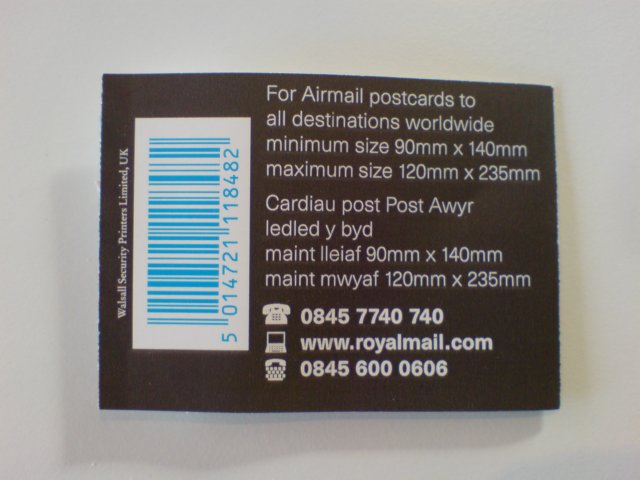 For Airmail postcards to
all destinations worldwide
minimum size 90mm x 140mm
maximum size 120mm x 235mm
Cardiau post Post Awyr
ledled y byd
maint lleiaf 90mm x 140mm
maint mwyaf 120mm x 235mm
0845 7740 740
www.royalmail.com
0845 600 0606
5 014721 118482
Walsall Security Printers Limited, UK